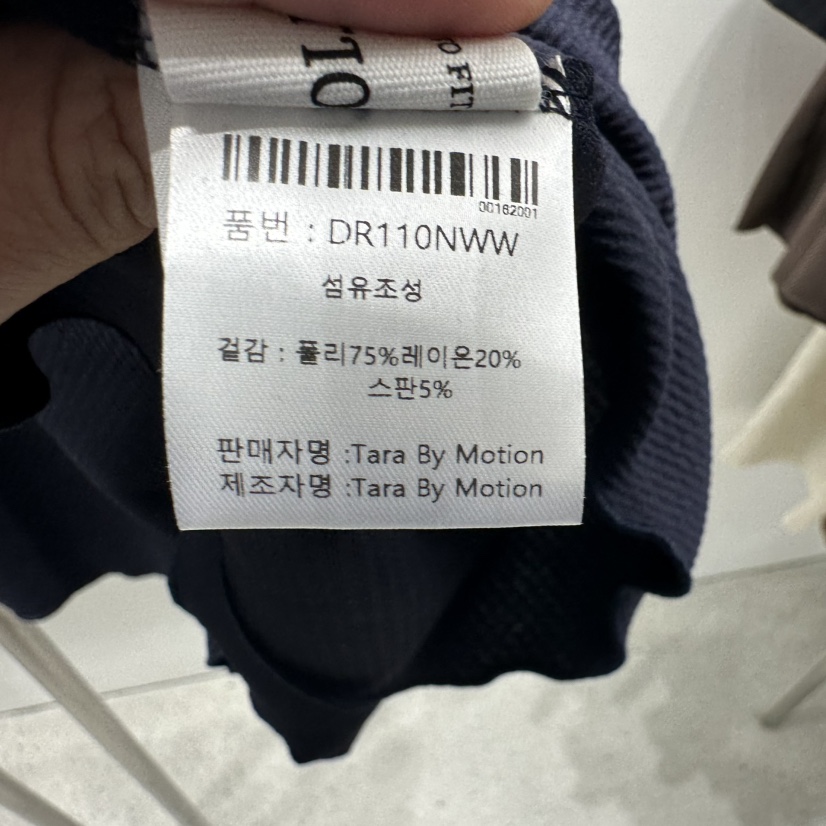 FIT
00162001
품번 : DR110NWW
섬유조성
겉감 : 폴리75%레이온20%
스판5%
판매자명 :Tara By Motion
제조자명 :Tara By Motion